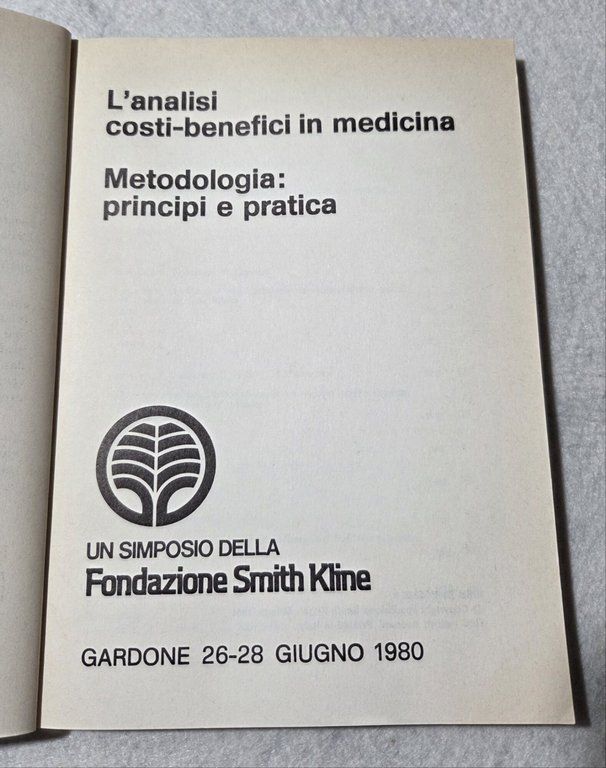 L'analisi
costi-benefici in medicina
Metodologia:
principi e pratica
UN SIMPOSIO DELLA
Fondazione Smith Kline
GARDONE 26-28 GIUGNO 1980